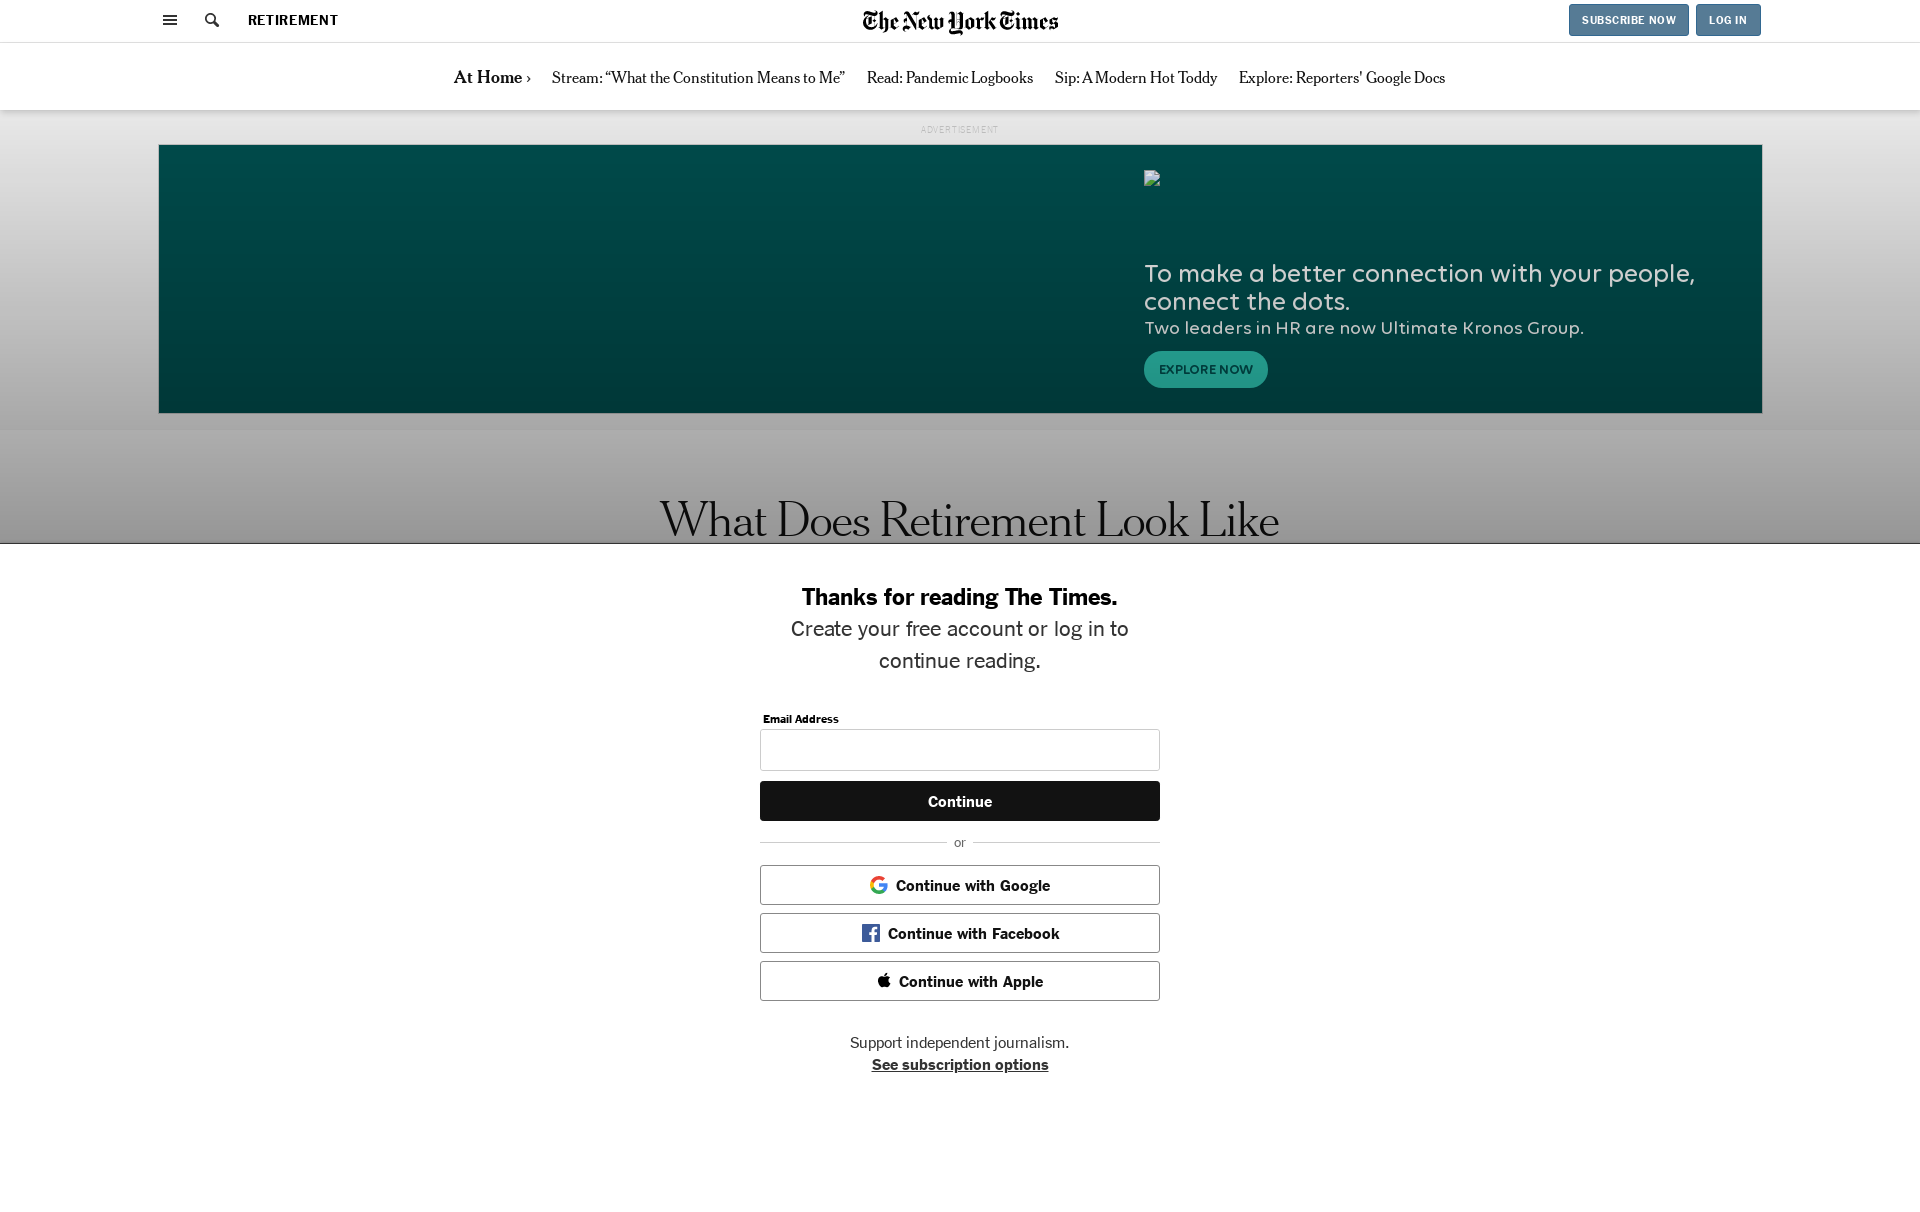 RETIREMENT
The New York Times
SUBSCRIBE NOW
LOG IN
At Home ›
Stream: “What the Constitution Means to Me”
Read: Pandemic Logbooks
Sip: A Modern Hot Toddy
Explore: Reporters' Google Docs
ADVERTISEMENT
To make a better connection with your people,
connect the dots.
Two leaders in HR are now Ultimate Kronos Group.
EXPLORE NOW
What Does Retirement Look Like
Thanks for reading The Times.
Create your free account or log in to
continue reading.
Email Address
Continue
or
Continue with Google
Continue with Facebook
Continue with Apple
Support independent journalism.
See subscription options